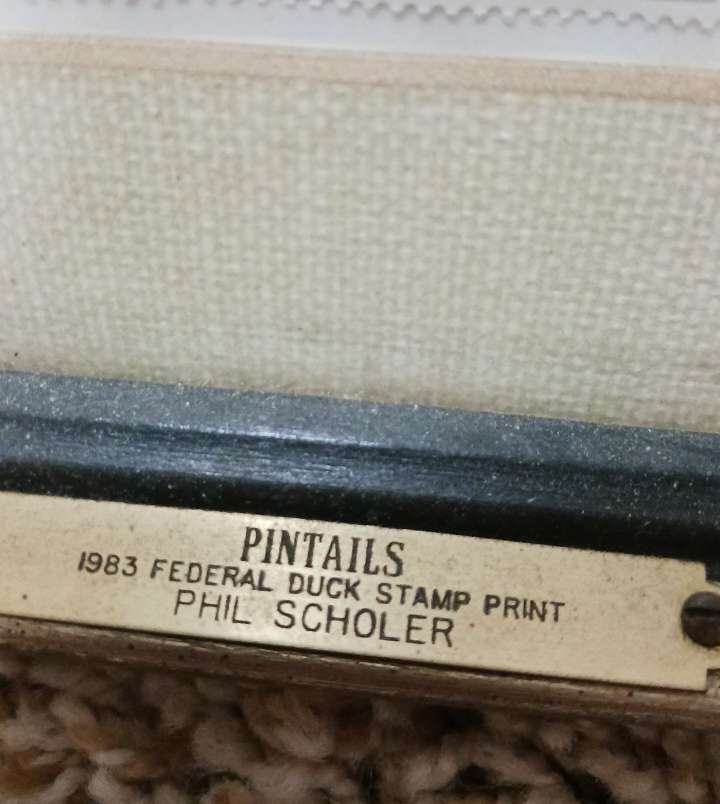 PINTAILS
1983 FEDERAL DUCK STAMP PRINT
PHIL SCHOLER